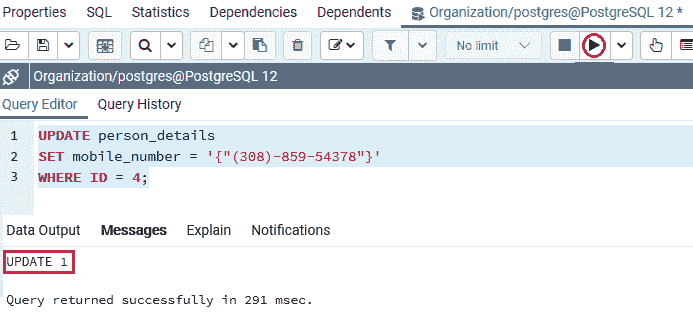 Properties SQL Statistics Dependencies Dependents Organization/postgres@PostgreSQL 12 *
No limit
Organization/postgres@PostgreSQL 12
Query Editor Query History
1 UPDATE person_details
2 SET mobile_number = '{"(308)-859-54378"}'
3 WHERE ID = 4;
Data Output Messages Explain Notifications
UPDATE 1
Query returned successfully in 291 msec.